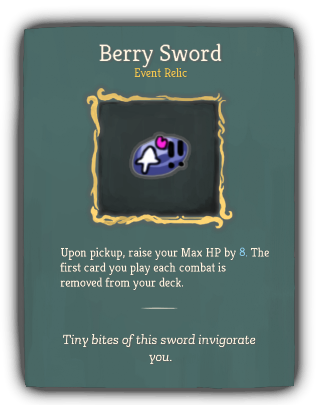 Berry Sword
Event Relic
Upon pickup, raise your Max HP by 8. The
first card you play each combat is
removed from your deck.
Tiny bites of this sword invigorate
you.